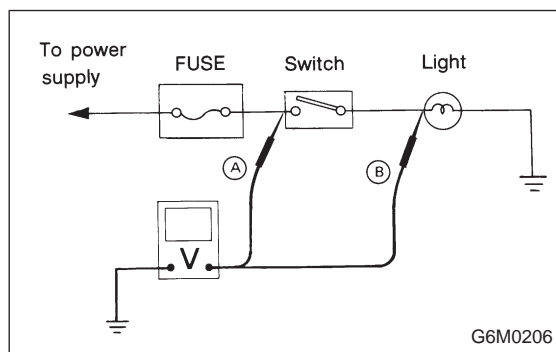 To power
supply
FUSE
Switch
Light
A
B
V
G6M0206